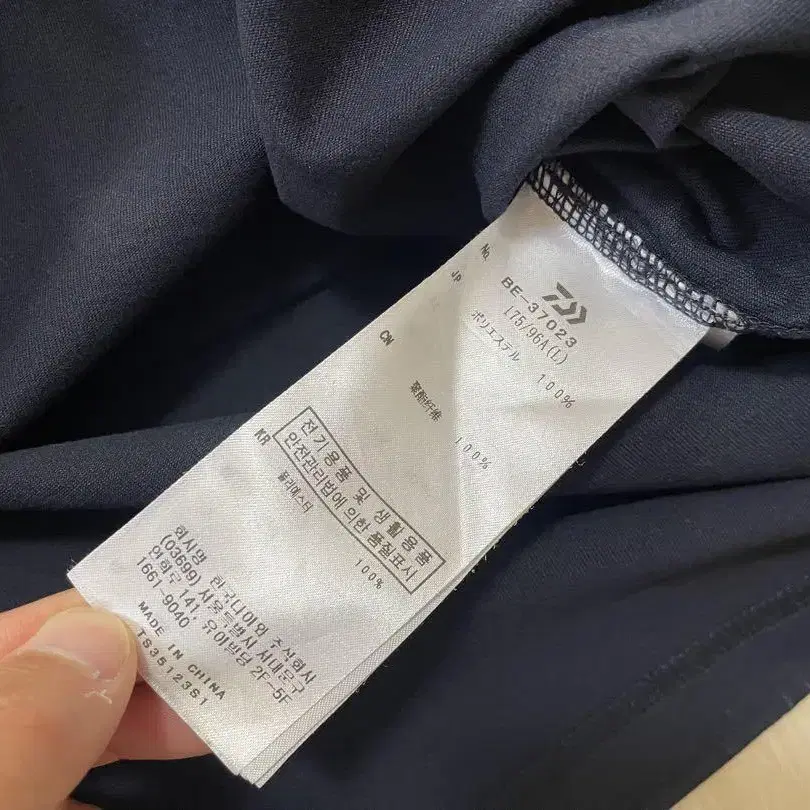 No. BE-37023
175/96A(L)
JP ポリエステル 100%
CN 聚酯纤维 100%
전기용품 및 생활용품
안전관리법에 의한 품질표시
KR 폴리에스터 100%
회사명 한국다이와 주식회사
(03699) 서울특별시 서대문구
연희로 141, 유이빌딩 2F-5F
1661-9040
MADE IN CHINA
TS35123S1